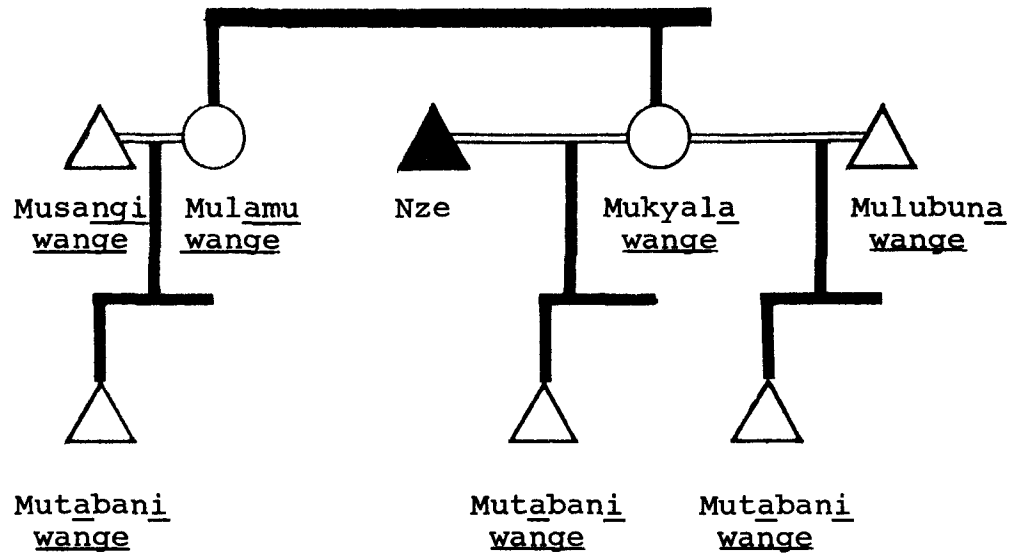 Musangi wange
Mulamu wange
Nze
Mukyala wange
Mulubuna wange
Mutabani wange
Mutabani wange
Mutabani wange